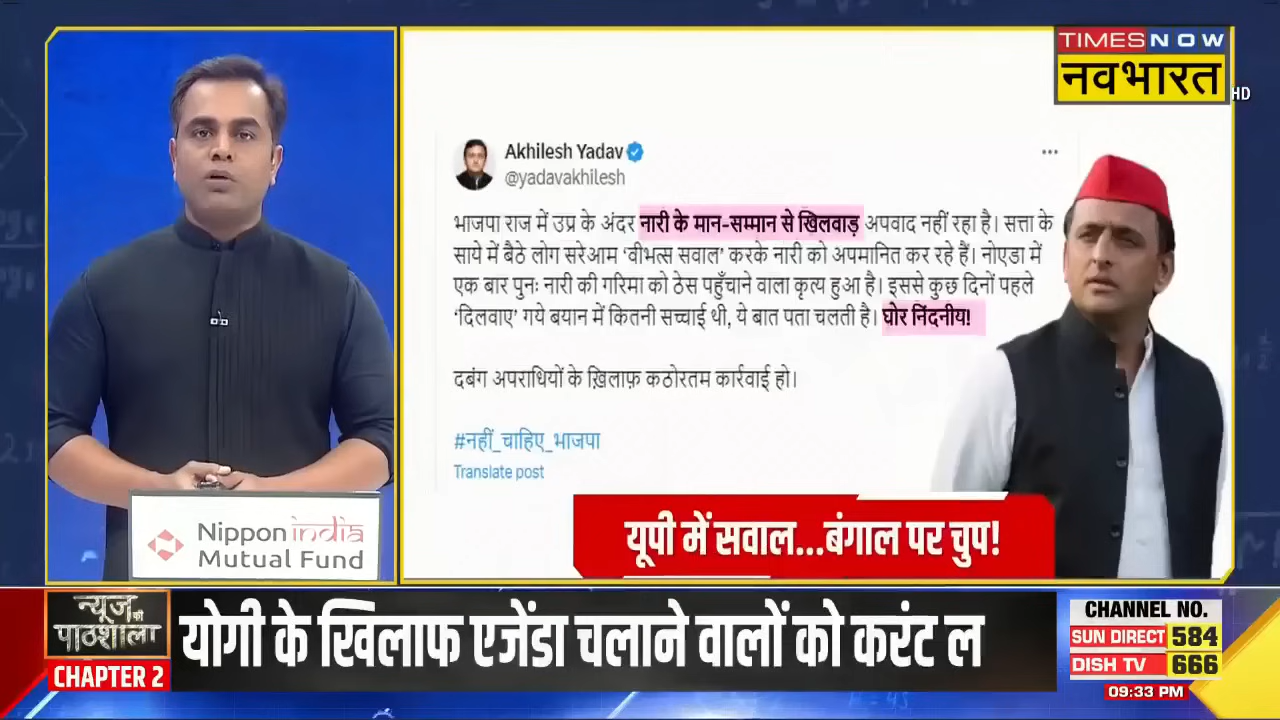 TIMES NOW
नवभारत
HD
Akhilesh Yadav
@yadavakhilesh
भाजपा राज में उप्र के अंदर नारी के मान-सम्मान से खिलवाड़ अपवाद नहीं रहा है। सत्ता के
साये में बैठे लोग सरेआम ‘वीभत्स सवाल’ करके नारी को अपमानित कर रहे हैं। नोएडा में
एक बार पुनः नारी की गरिमा को ठेस पहुँचाने वाला कृत्य हुआ है। इससे कुछ दिनों पहले
‘दिलवाए’ गये बयान में कितनी सच्चाई थी, ये बात पता चलती है। घोर निंदनीय!
दबंग अपराधियों के ख़िलाफ़ कठोरतम कार्रवाई हो।
#नहीं_चाहिए_भाजपा
Translate post
Nippon india
Mutual Fund
यूपी में सवाल...बंगाल पर चुप!
न्यूज़ की
पाठशाला
CHAPTER 2
योगी के खिलाफ एजेंडा चलाने वालों को करंट ल
CHANNEL NO.
SUN DIRECT 584
DISH TV 666
09:33 PM